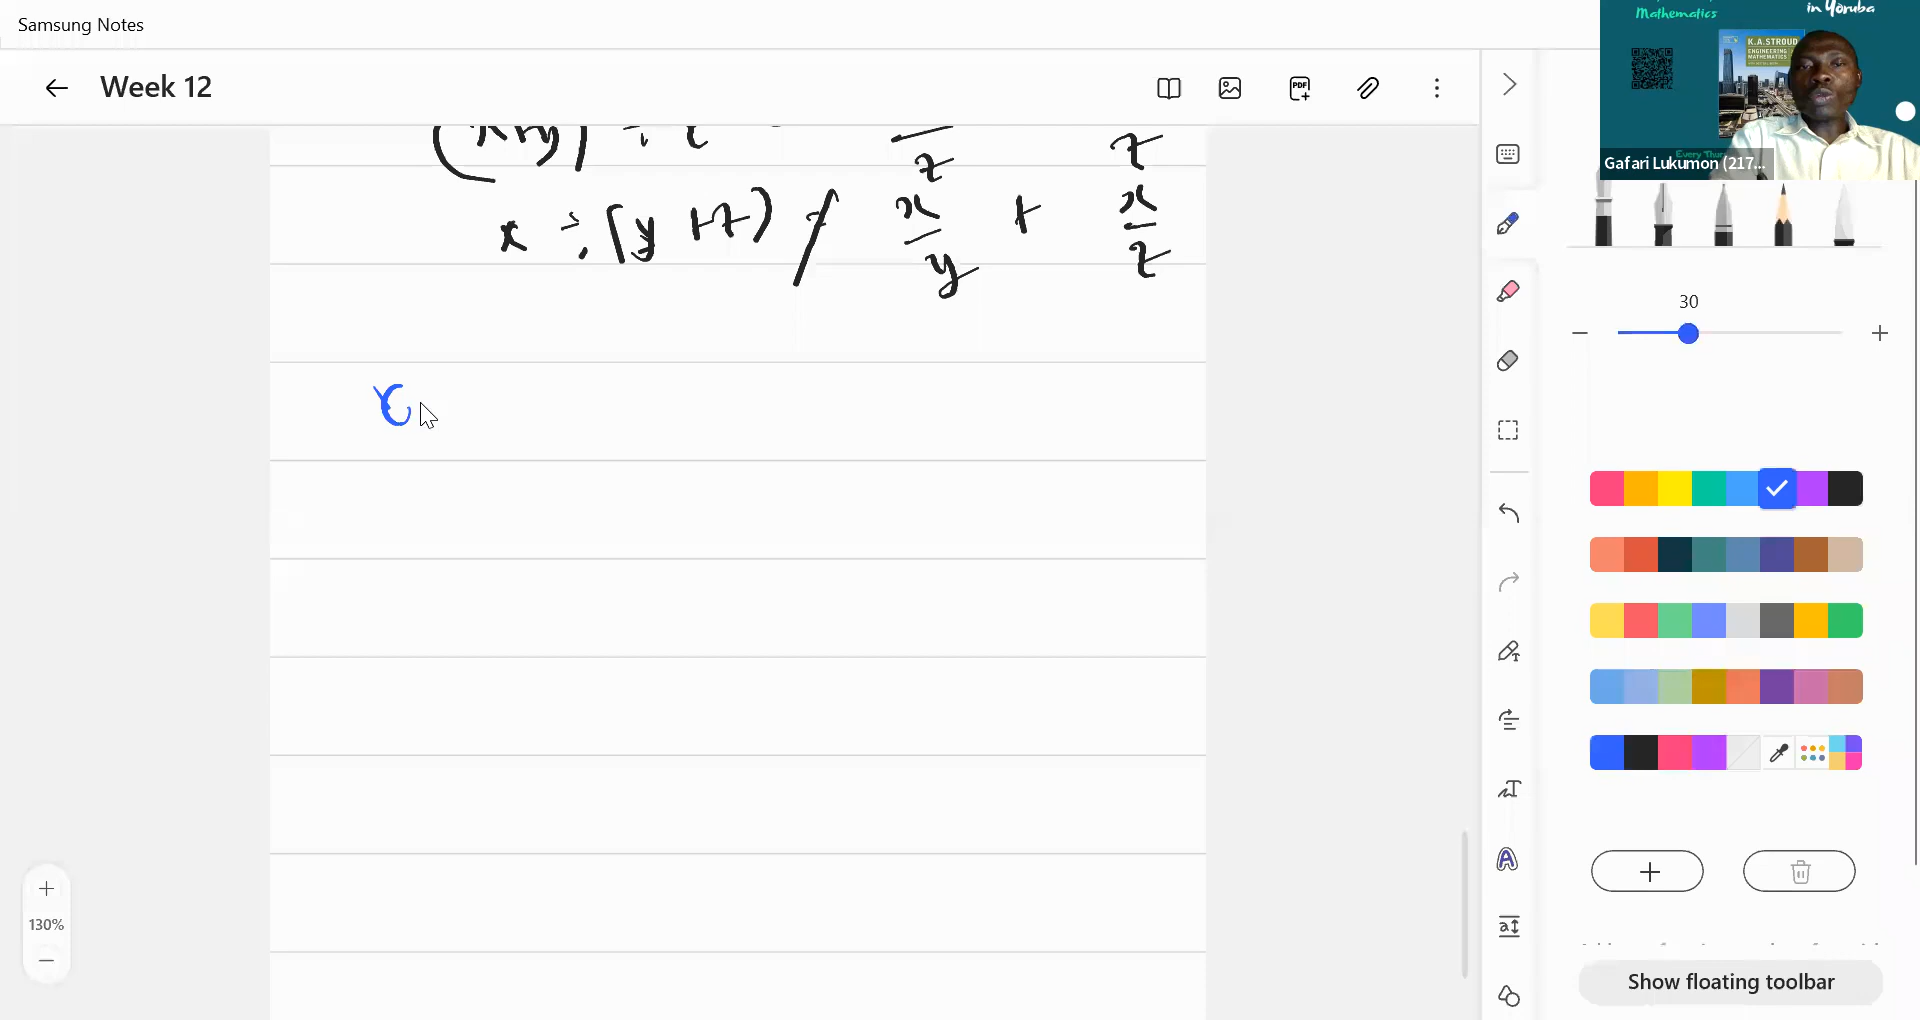 Samsung Notes
Week 12
Mathematics
in Yoruba
K.A. STROUD
ENGINEERING
MATHEMATICS
Gafari Lukumon (217...
(x+y) ÷ z
z
z
x ÷ (y + z) ≠ x/y + x/z
30
130%
Show floating toolbar